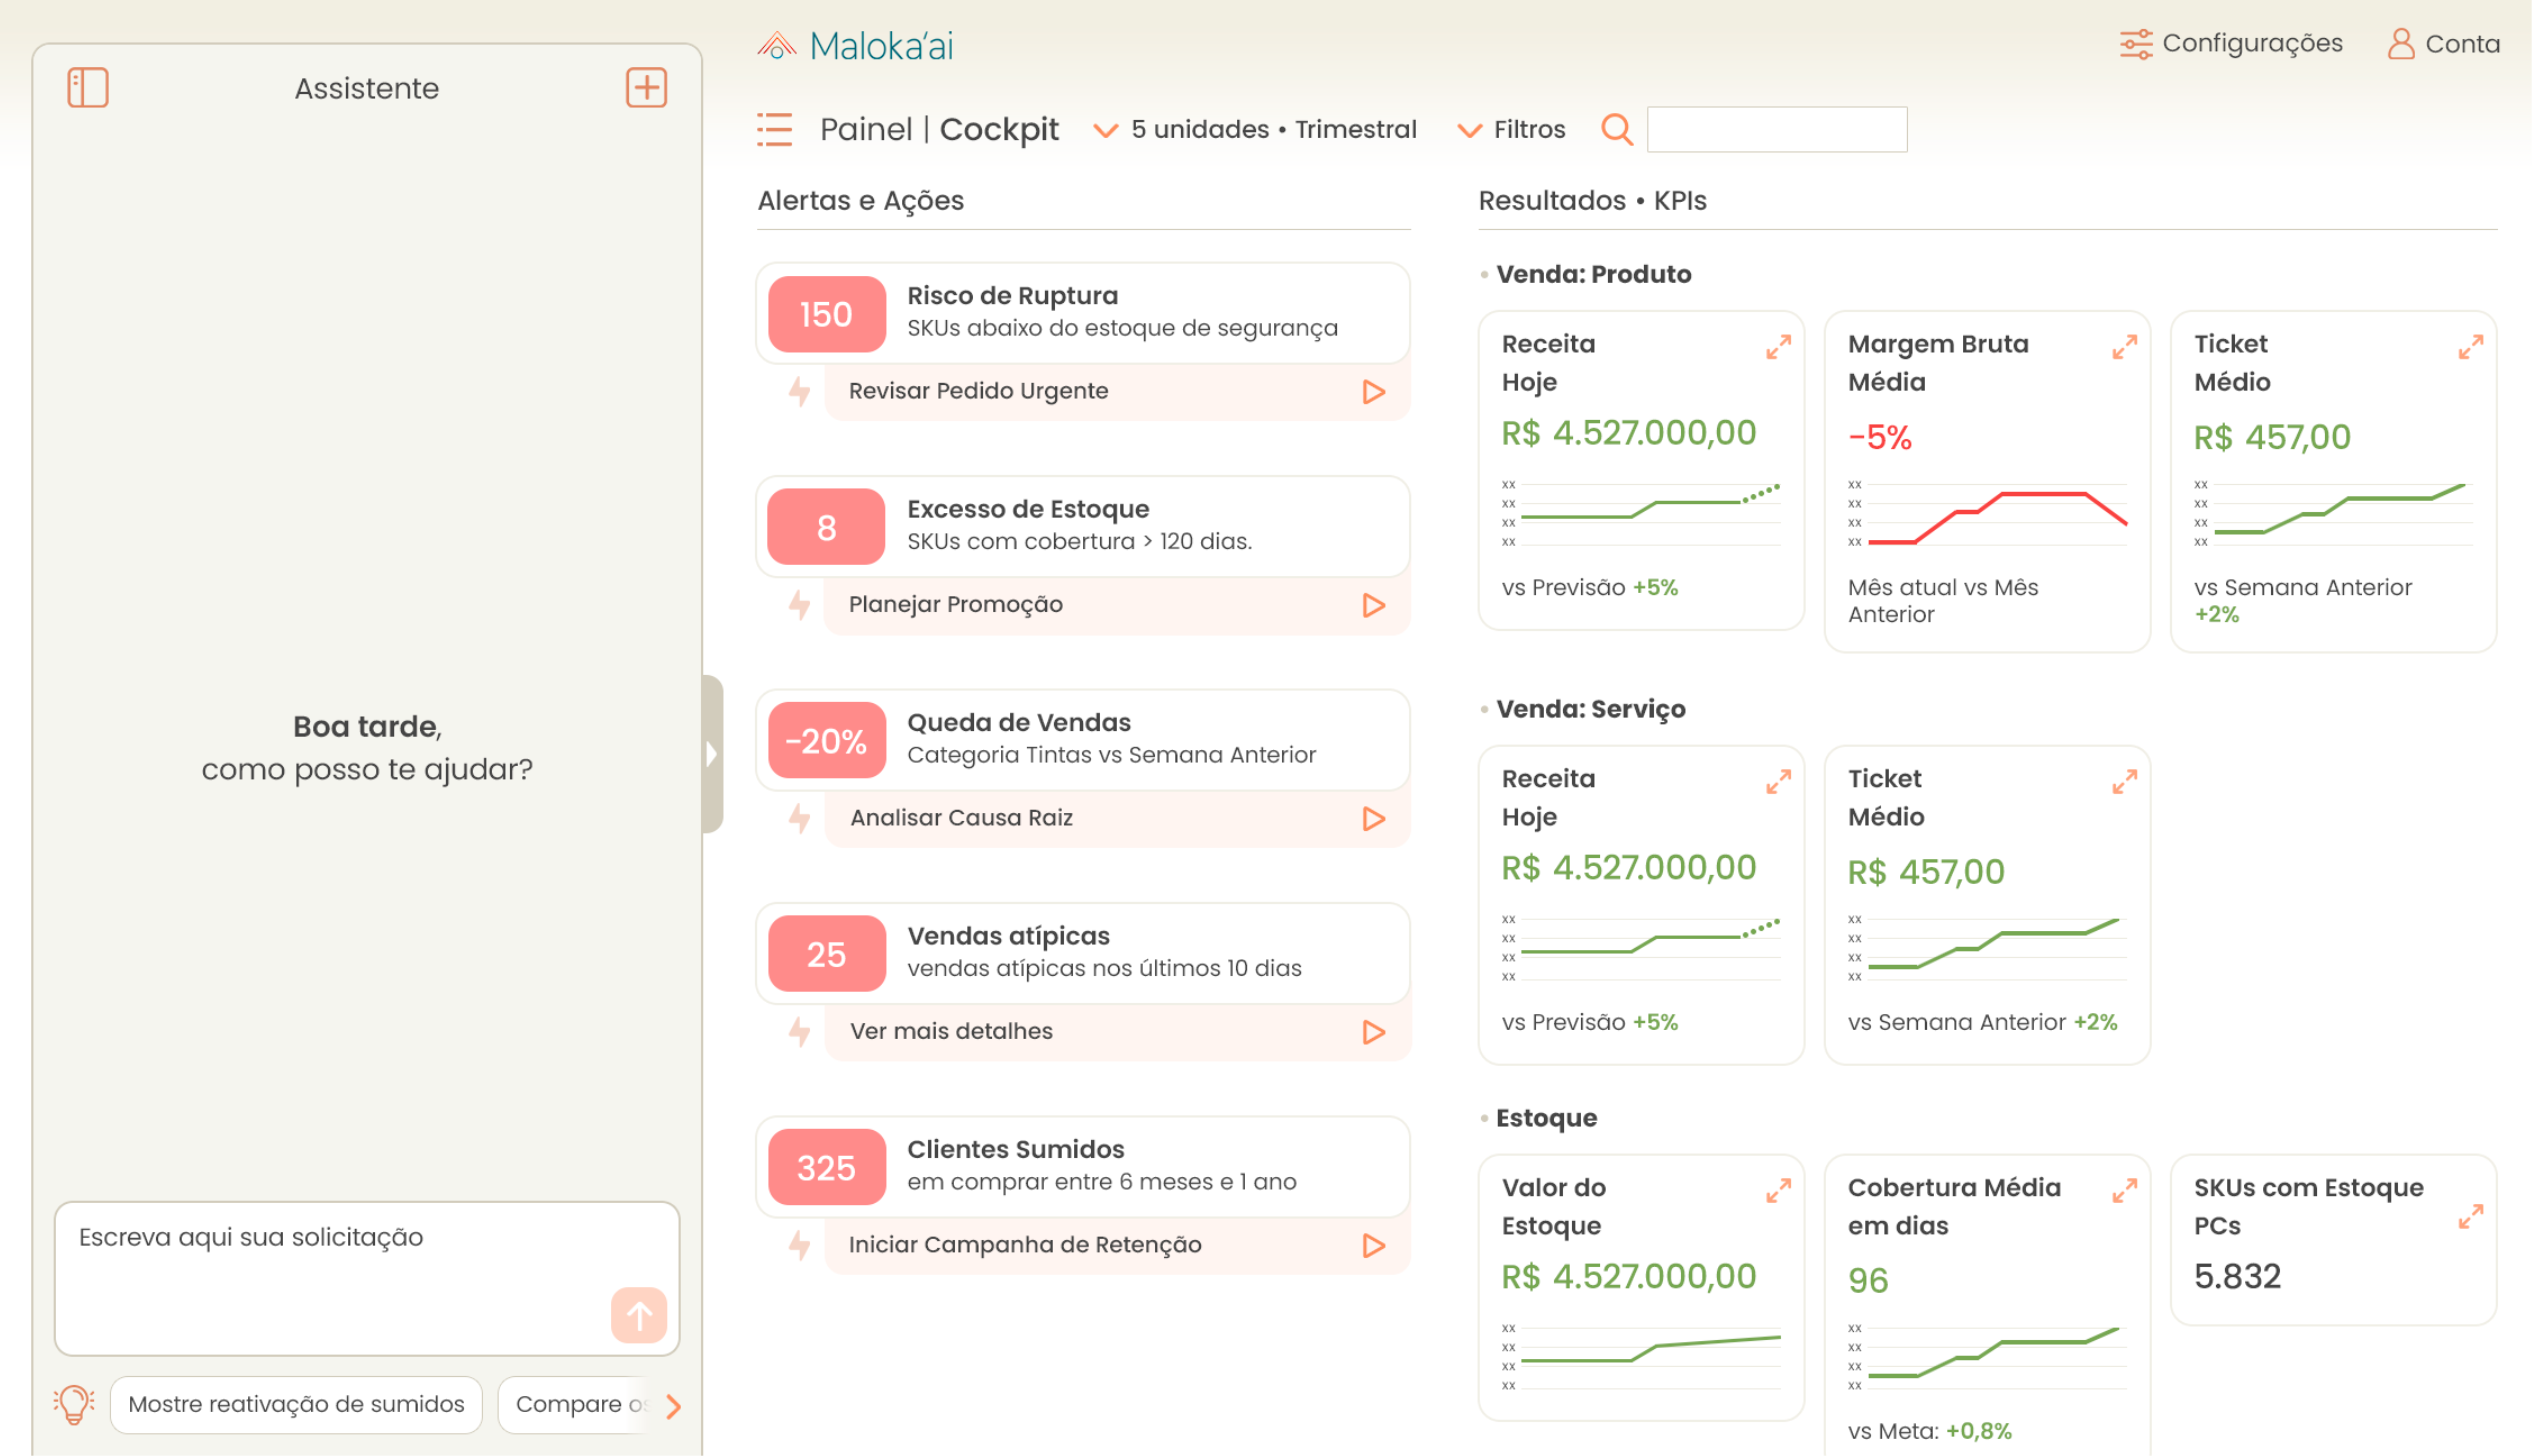 Assistente
Boa tarde,
como posso te ajudar?
Escreva aqui sua solicitação
Mostre reativação de sumidos
Compare os
Maloka'ai
Configurações
Conta
Painel | Cockpit
5 unidades • Trimestral
Filtros
Alertas e Ações
150
Risco de Ruptura
SKUs abaixo do estoque de segurança
Revisar Pedido Urgente
8
Excesso de Estoque
SKUs com cobertura > 120 dias.
Planejar Promoção
-20%
Queda de Vendas
Categoria Tintas vs Semana Anterior
Analisar Causa Raiz
25
Vendas atípicas
vendas atípicas nos últimos 10 dias
Ver mais detalhes
325
Clientes Sumidos
em comprar entre 6 meses e 1 ano
Iniciar Campanha de Retenção
Resultados • KPIs
• Venda: Produto
Receita
Hoje
R$ 4.527.000,00
xx
xx
xx
xx
vs Previsão +5%
Margem Bruta
Média
-5%
xx
xx
xx
xx
Mês atual vs Mês
Anterior
Ticket
Médio
R$ 457,00
xx
xx
xx
xx
vs Semana Anterior
+2%
• Venda: Serviço
Receita
Hoje
R$ 4.527.000,00
xx
xx
xx
xx
vs Previsão +5%
Ticket
Médio
R$ 457,00
xx
xx
xx
xx
vs Semana Anterior +2%
• Estoque
Valor do
Estoque
R$ 4.527.000,00
xx
xx
xx
xx
Cobertura Média
em dias
96
xx
xx
xx
xx
vs Meta: +0,8%
SKUs com Estoque
PCs
5.832